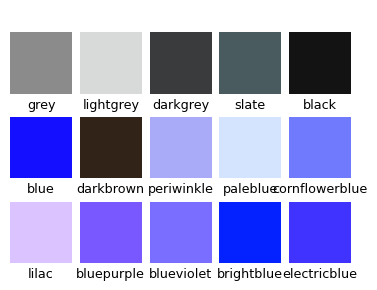 grey lightgrey darkgrey slate black
blue darkbrown periwinkle paleblue cornflowerblue
lilac bluepurple blueviolet brightblue electricblue